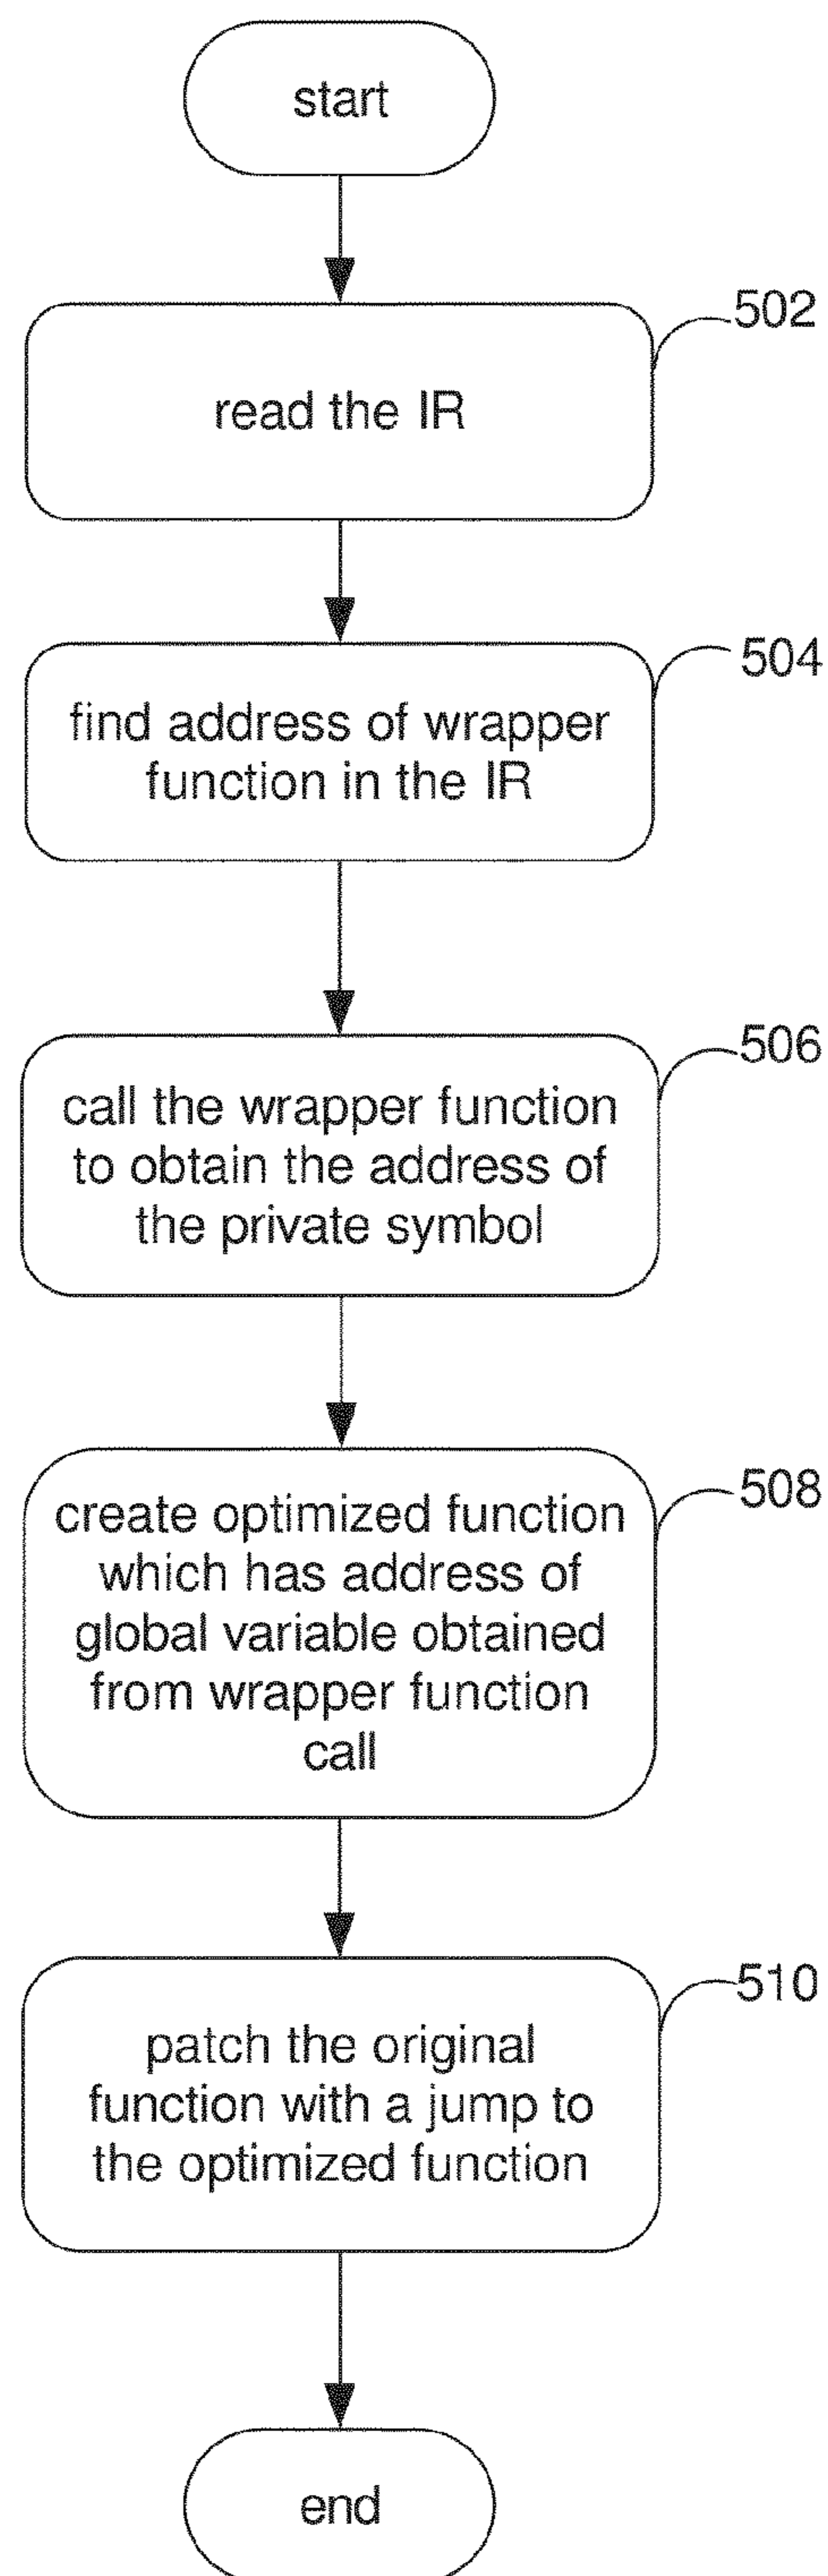 start
502
read the IR
504
find address of wrapper
function in the IR
506
call the wrapper function
to obtain the address of
the private symbol
508
create optimized function
which has address of
global variable obtained
from wrapper function
call
510
patch the original
function with a jump to
the optimized function
end